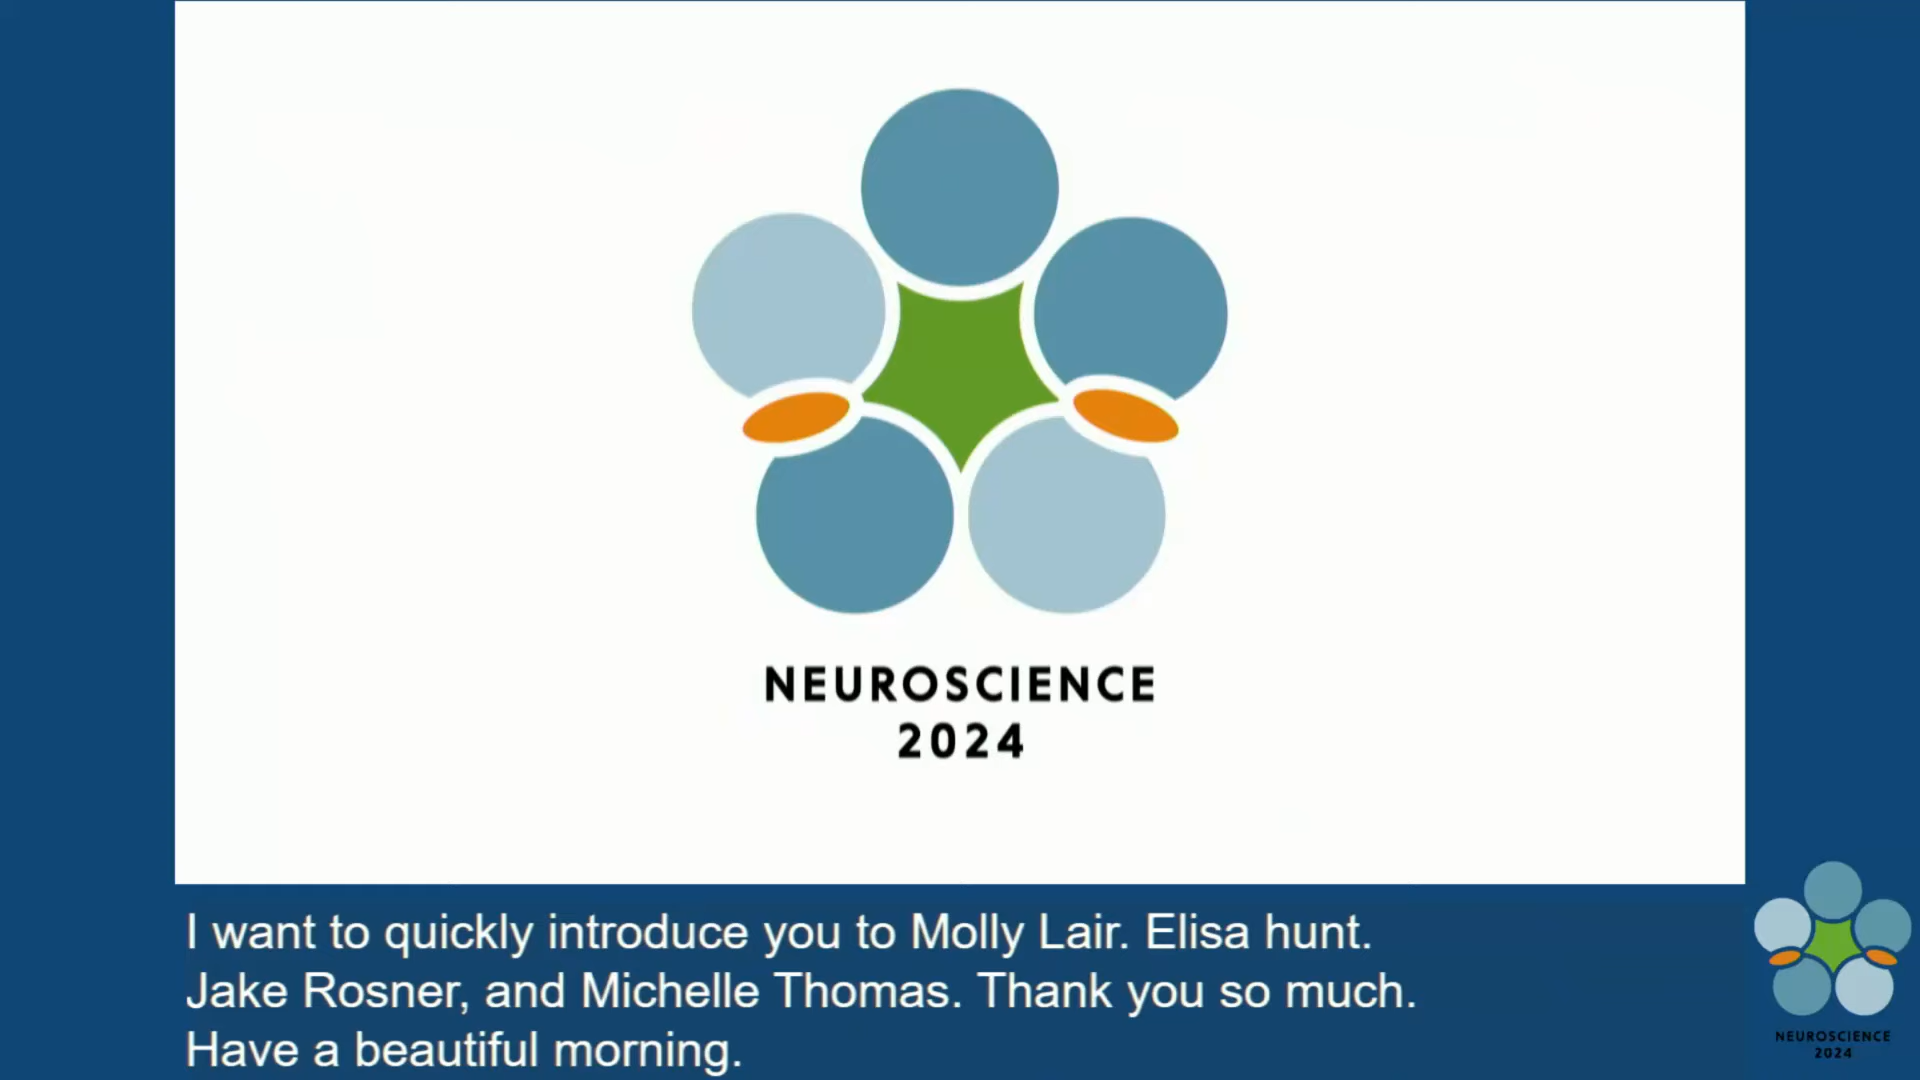 NEUROSCIENCE
2024
I want to quickly introduce you to Molly Lair. Elisa hunt.
Jake Rosner, and Michelle Thomas. Thank you so much.
Have a beautiful morning.
NEUROSCIENCE
2024